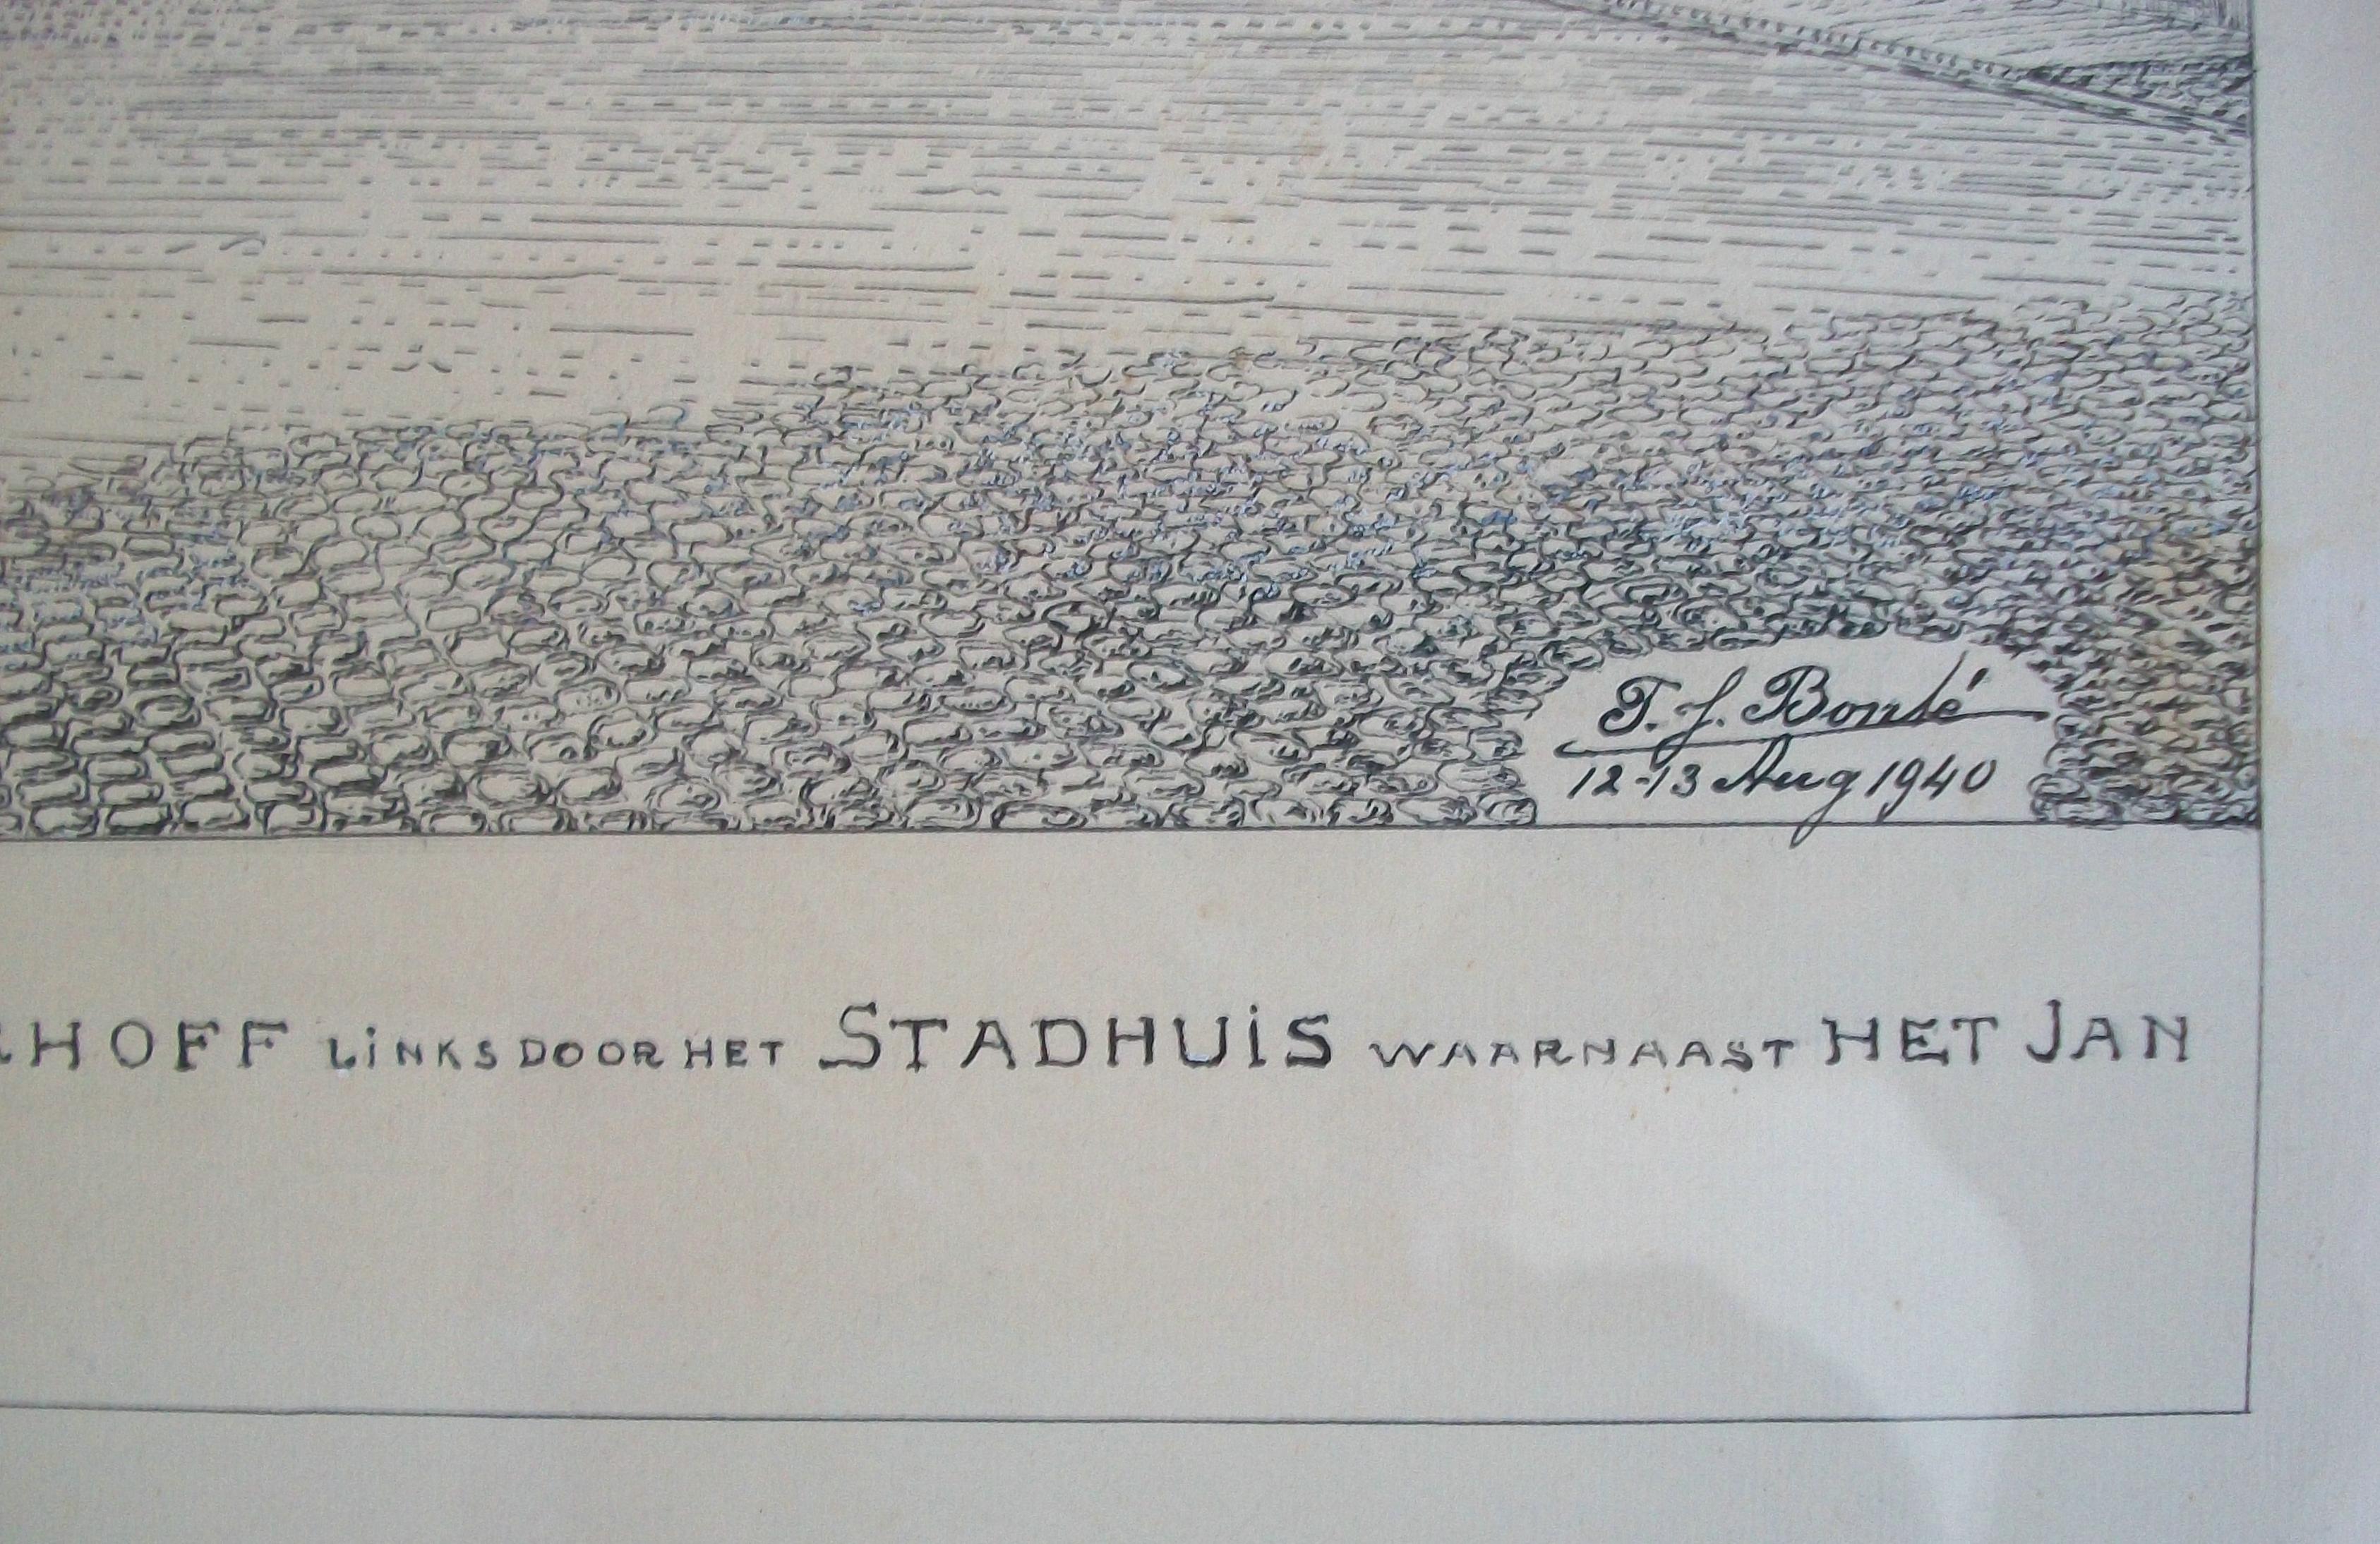 T. J. Bonté
12-13 Aug 1940
HOFF LiNKS DOOR HET STADHUiS WAARNAAST HET JAN